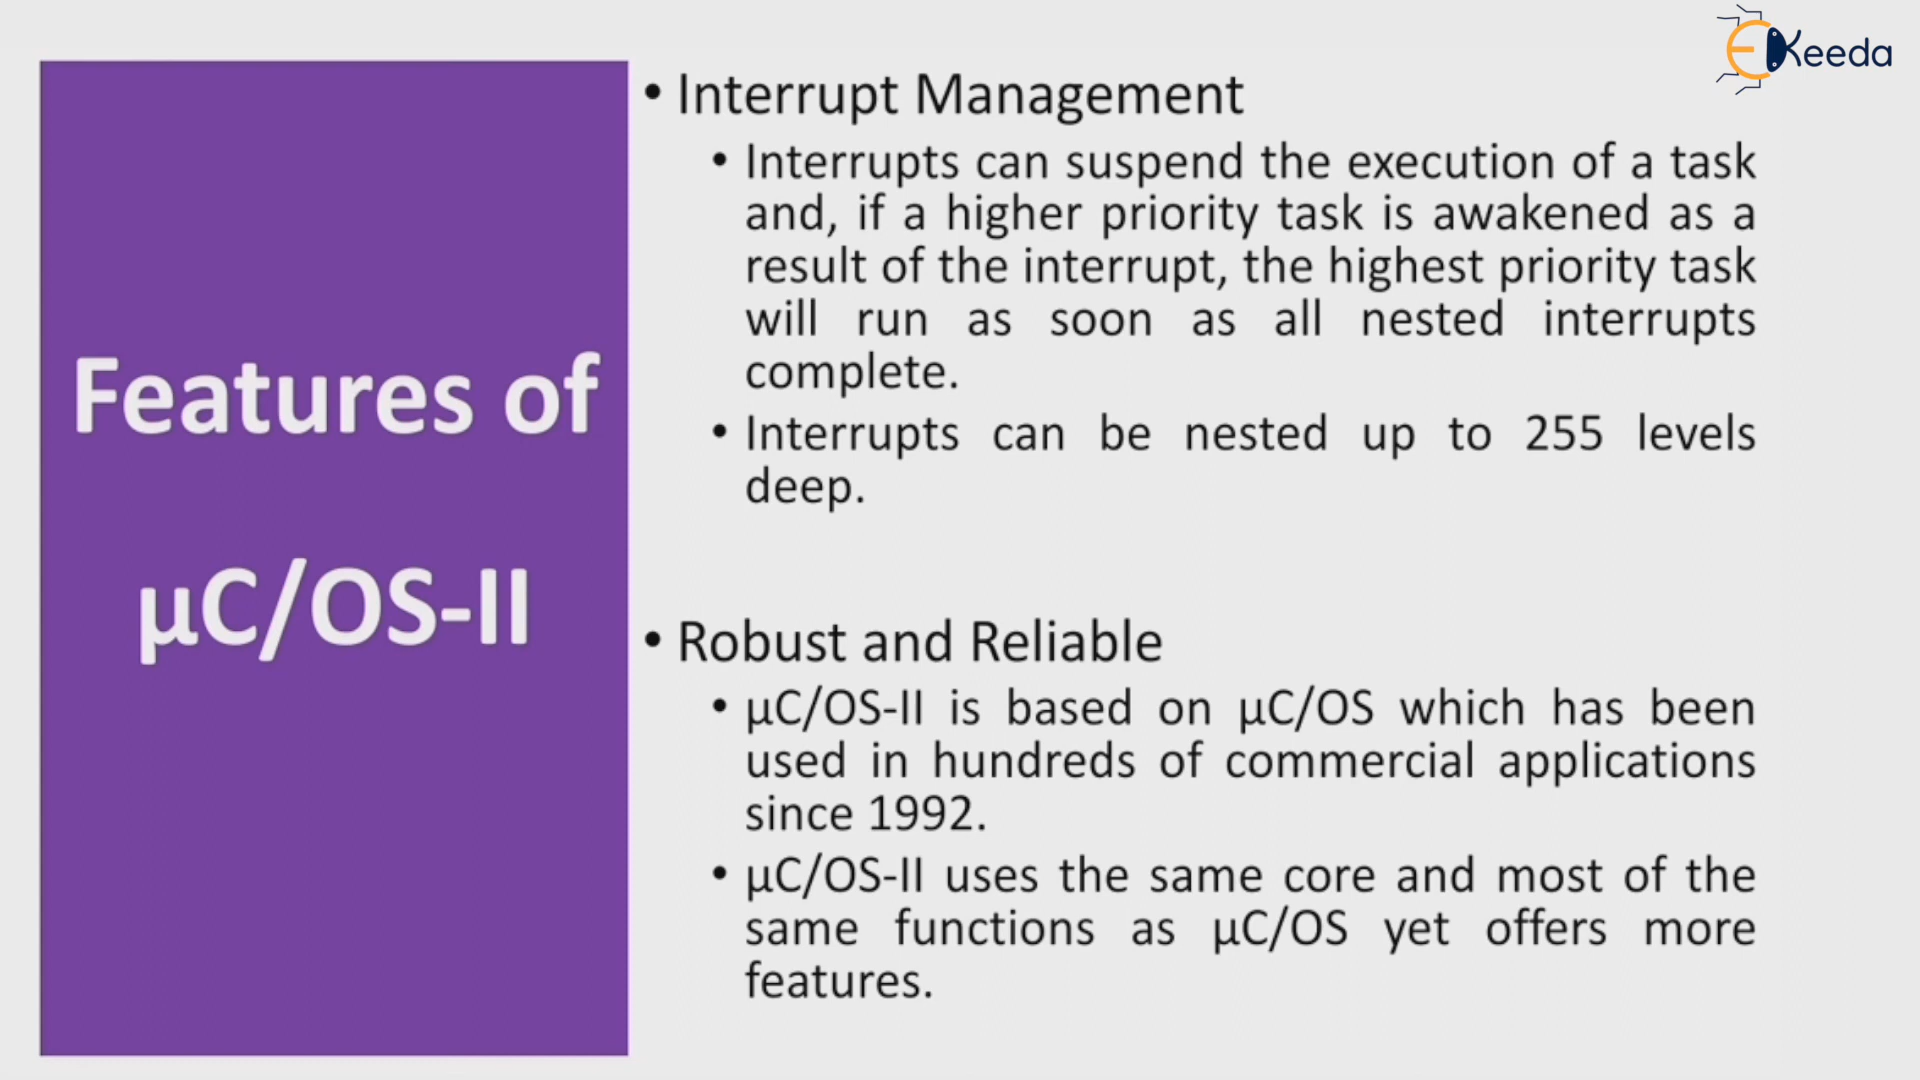 EKeeda
Features of
µC/OS-II
• Interrupt Management
• Interrupts can suspend the execution of a task
and, if a higher priority task is awakened as a
result of the interrupt, the highest priority task
will run as soon as all nested interrupts
complete.
• Interrupts can be nested up to 255 levels
deep.
• Robust and Reliable
• µC/OS-II is based on µC/OS which has been
used in hundreds of commercial applications
since 1992.
• µC/OS-II uses the same core and most of the
same functions as µC/OS yet offers more
features.